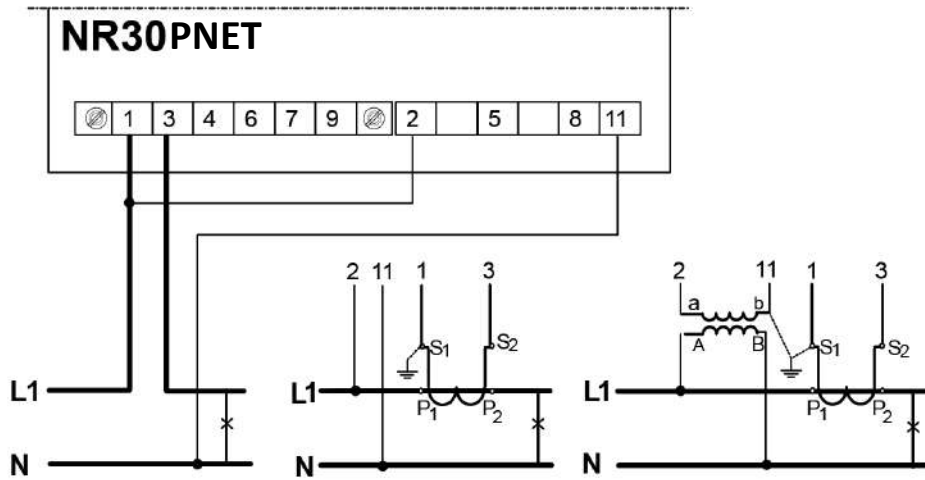 NR30PNET
1 3 4 6 7 9 2 5 8 11
2 11 1 3
S1 S2
L1 P1 P2
N
2 11 1 3
a b
A B S1 S2
L1 P1 P2
N
L1
N